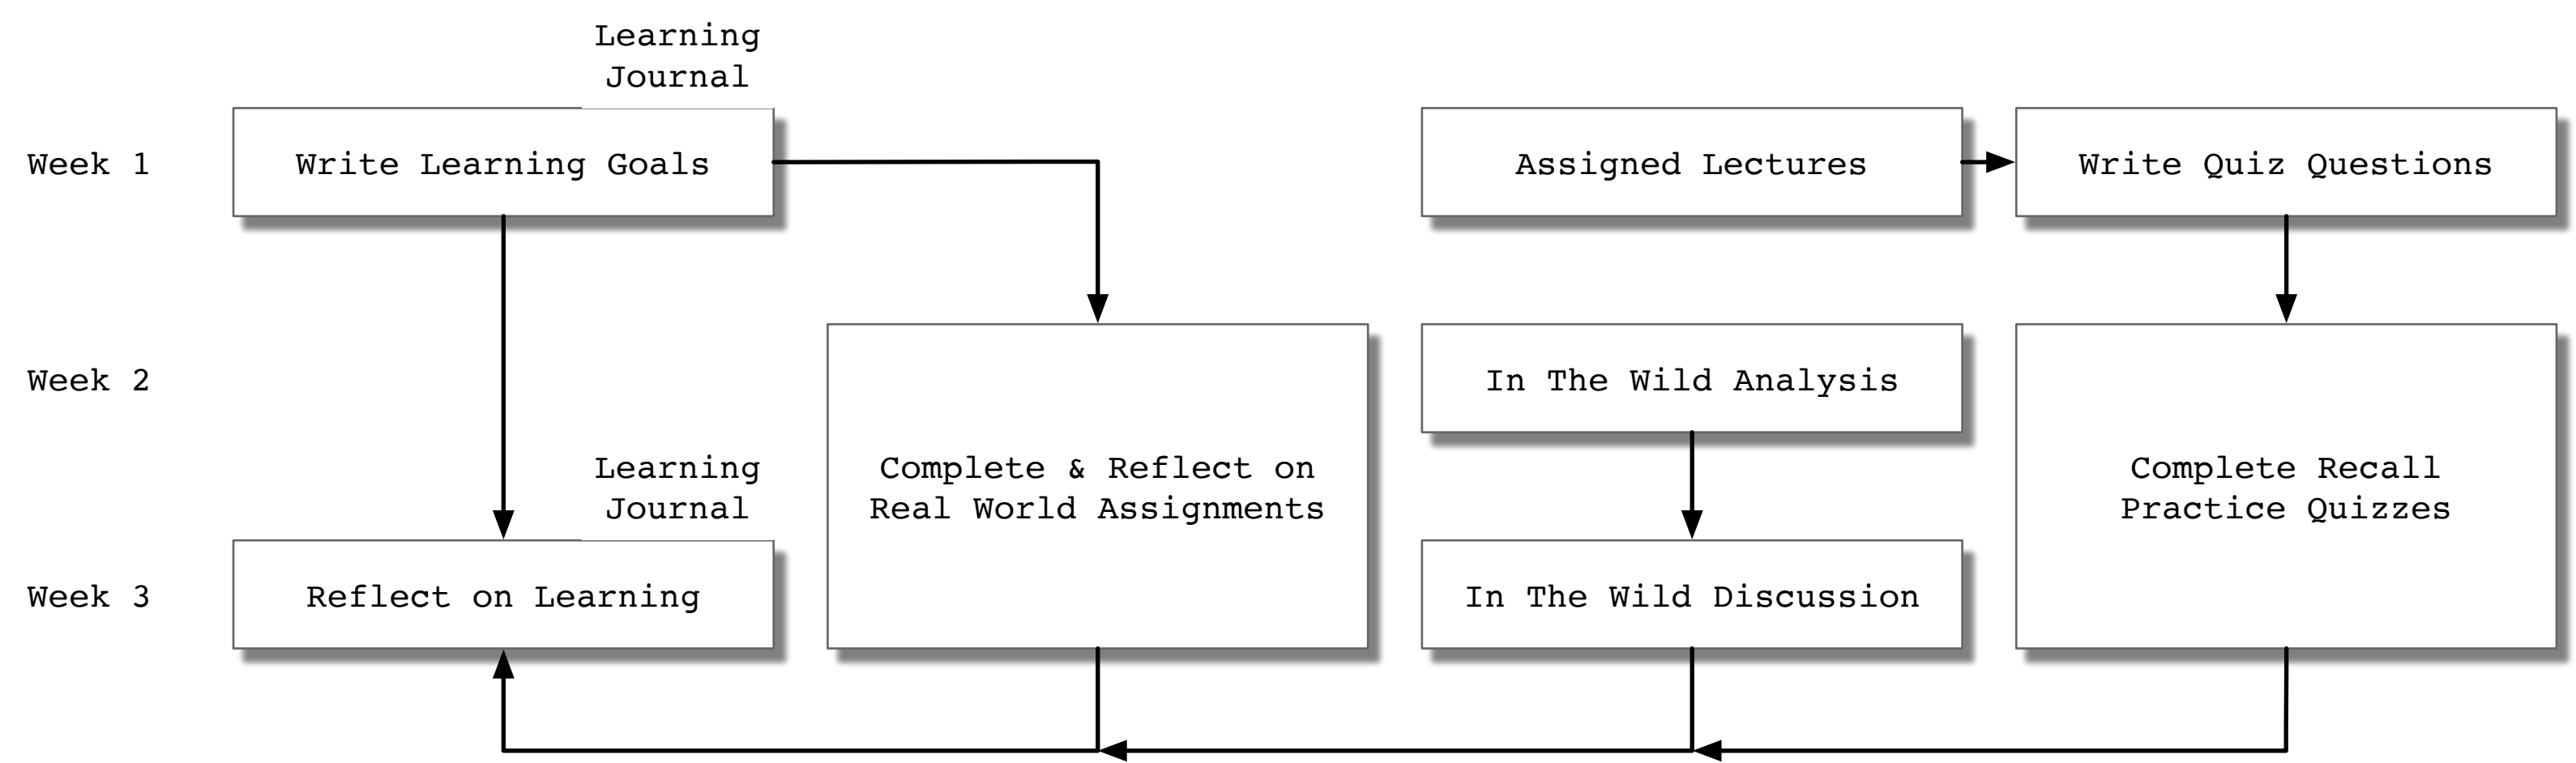 Learning
Journal
Week 1
Write Learning Goals
Assigned Lectures
Write Quiz Questions
Week 2
In The Wild Analysis
Learning
Journal
Complete & Reflect on
Real World Assignments
Complete Recall
Practice Quizzes
Week 3
Reflect on Learning
In The Wild Discussion